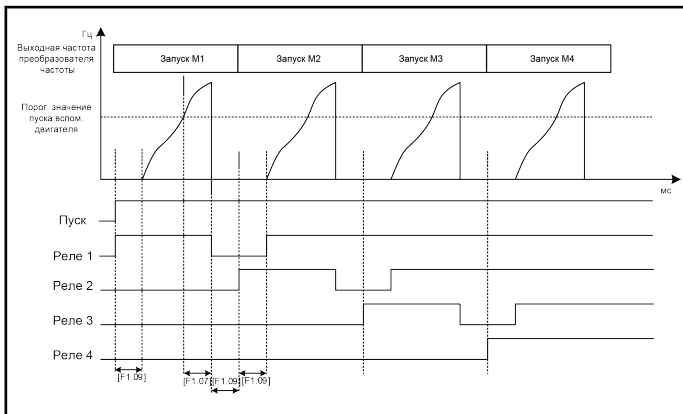 Гц
Выходная частота
преобразователя
частоты
Запуск М1
Запуск М2
Запуск М3
Запуск М4
Порог. значение
пуска вспом.
двигателя
мс
Пуск
Реле 1
Реле 2
Реле 3
Реле 4
[F1.09]
[F1.07]
[F1.09]
[F1.09]